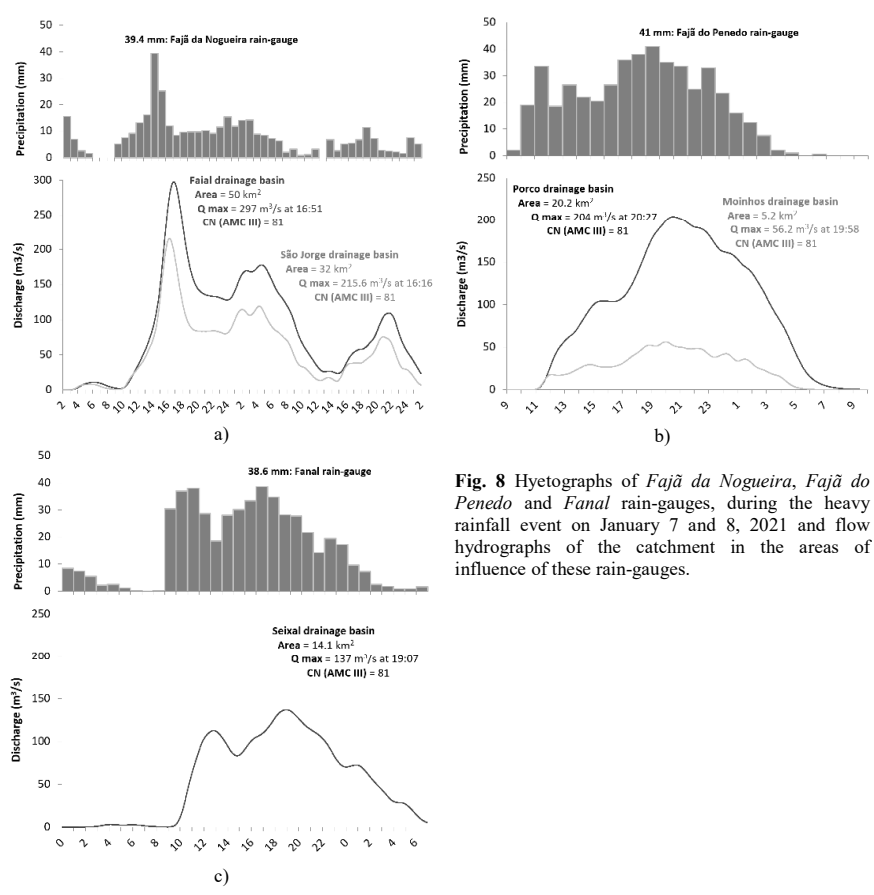 39.4 mm: Fajã da Nogueira rain-gauge
Precipitation (mm)
50
40
30
20
10
0
Faial drainage basin
Area = 50 km²
Q max = 297 m³/s at 16:51
CN (AMC III) = 81
São Jorge drainage basin
Area = 32 km²
Q max = 215.6 m³/s at 16:16
CN (AMC III) = 81
Discharge (m3/s)
300
250
200
150
100
50
0
2 4 6 8 10 12 14 16 18 20 22 24 2 4 6 8 10 12 14 16 18 20 22 24 2
a)
41 mm: Fajã do Penedo rain-gauge
Precipitation (mm)
50
40
30
20
10
0
Porco drainage basin
Area = 20.2 km²
Q max = 204 m³/s at 20:27
CN (AMC III) = 81
Moinhos drainage basin
Area = 5.2 km²
Q max = 56.2 m³/s at 19:58
CN (AMC III) = 81
Discharge (m3/s)
250
200
150
100
50
0
9 11 13 15 17 19 21 23 1 3 5 7 9
b)
38.6 mm: Fanal rain-gauge
Precipitation (mm)
50
40
30
20
10
0
Seixal drainage basin
Area = 14.1 km²
Q max = 137 m³/s at 19:07
CN (AMC III) = 81
Discharge (m³/s)
250
200
150
100
50
0
0 2 4 6 8 10 12 14 16 18 20 22 0 2 4 6
c)
Fig. 8 Hyetographs of Fajã da Nogueira, Fajã do
Penedo and Fanal rain-gauges, during the heavy
rainfall event on January 7 and 8, 2021 and flow
hydrographs of the catchment in the areas of
influence of these rain-gauges.